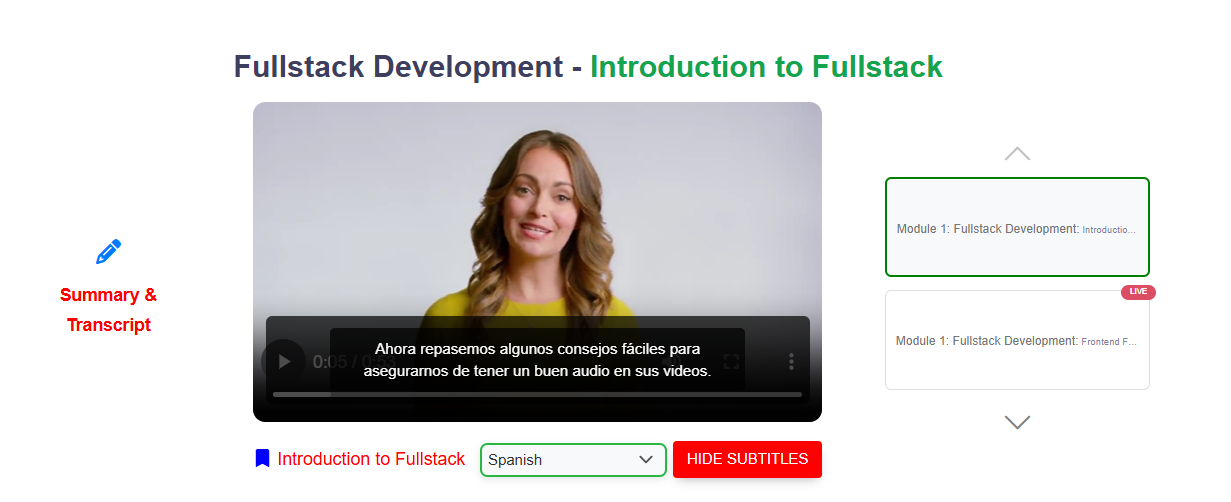 Fullstack Development - Introduction to Fullstack
Summary &
Transcript
0:05 / 0:53
Ahora repasemos algunos consejos fáciles para
asegurarnos de tener un buen audio en sus videos.
Introduction to Fullstack
Spanish
HIDE SUBTITLES
Module 1: Fullstack Development: Introductio...
LIVE
Module 1: Fullstack Development: Frontend F...